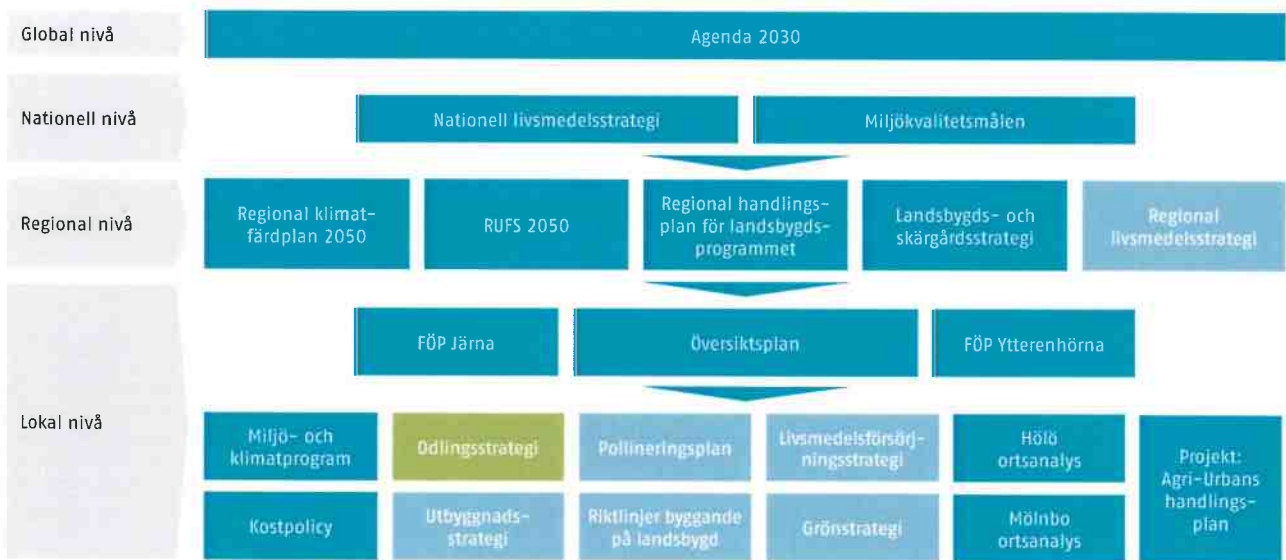 Global nivå
Agenda 2030
Nationell nivå
Nationell livsmedelsstrategi
Miljökvalitetsmålen
Regional nivå
Regional klimat-
färdplan 2050
RUFS 2050
Regional handlings-
plan för landsbygds-
programmet
Landsbygds- och
skärgårdsstrategi
Regional
livsmedelsstrategi
Lokal nivå
FÖP Järna
Översiktsplan
FÖP Ytterenhörna
Miljö- och
klimatprogram
Odlingsstrategi
Pollineringsplan
Livsmedelsförsörj-
ningsstrategi
Hölö
ortsanalys
Projekt:
Agri-Urbans
handlings-
plan
Kostpolicy
Utbyggnads-
strategi
Riktlinjer byggande
på landsbygd
Grönstrategi
Mölnbo
ortsanalys